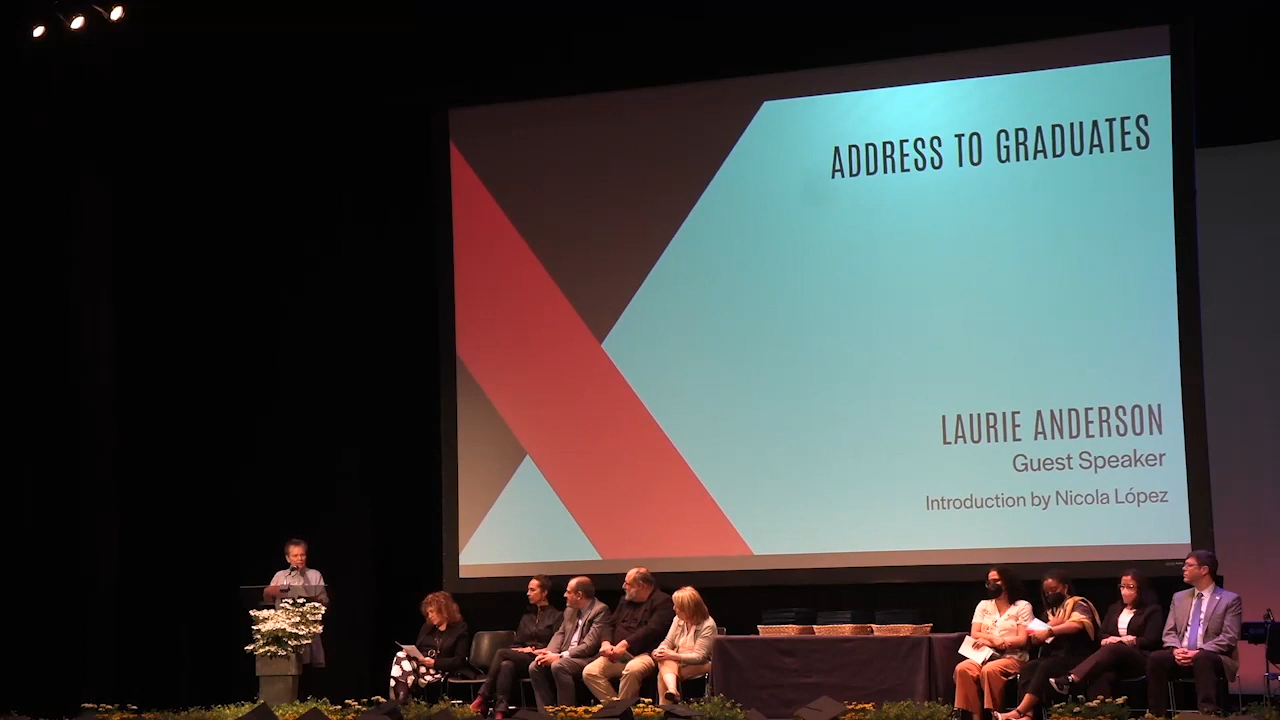 ADDRESS TO GRADUATES
LAURIE ANDERSON
Guest Speaker
Introduction by Nicola López